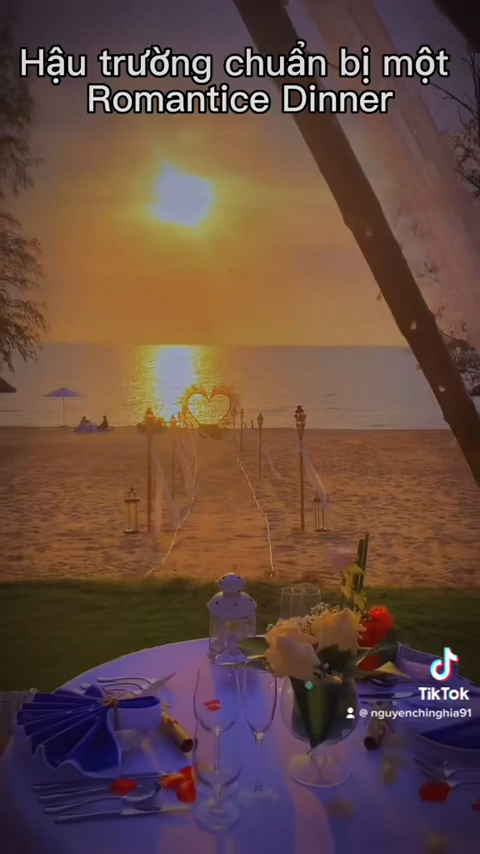 Hậu trường chuẩn bị một
Romantice Dinner
TikTok
@ nguyenchinghia91